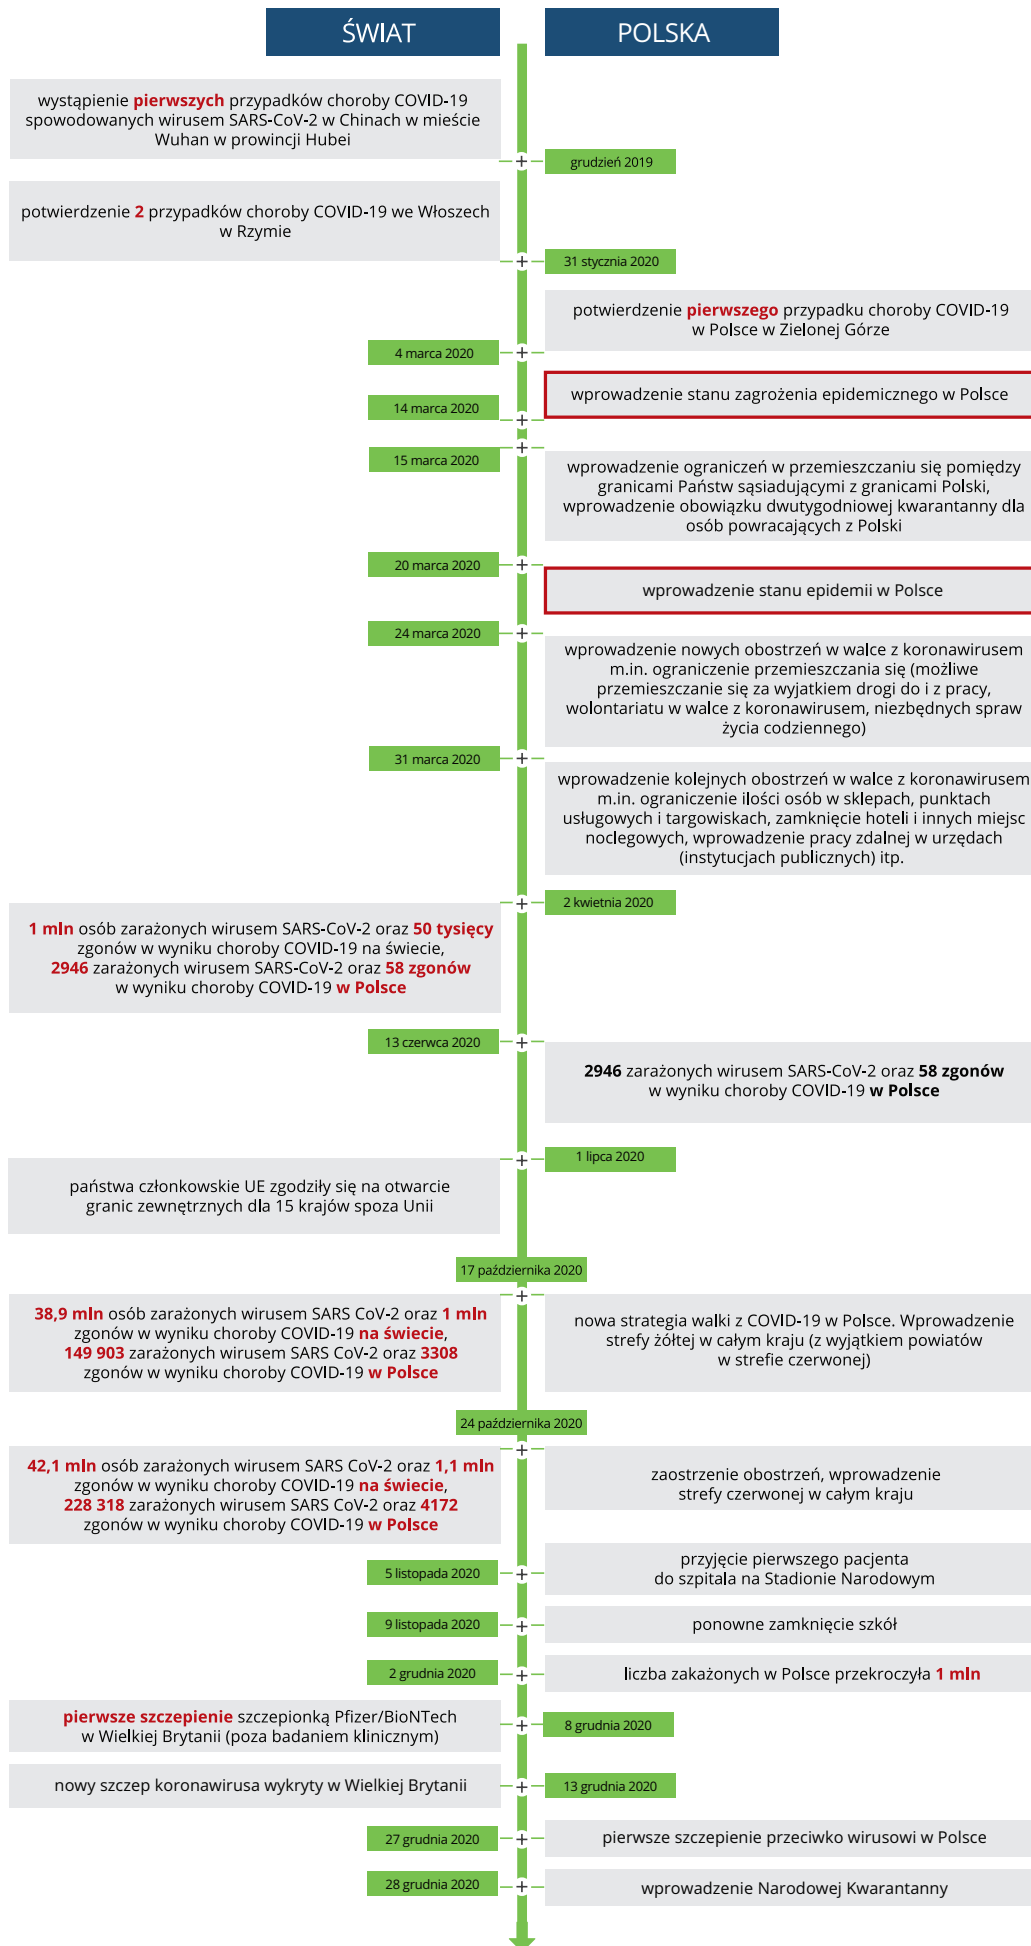 ŚWIAT
POLSKA
wystąpienie pierwszych przypadków choroby COVID-19
spowodowanych wirusem SARS-CoV-2 w Chinach w mieście
Wuhan w prowincji Hubei
grudzień 2019
potwierdzenie 2 przypadków choroby COVID-19 we Włoszech
w Rzymie
31 stycznia 2020
potwierdzenie pierwszego przypadku choroby COVID-19
w Polsce w Zielonej Górze
4 marca 2020
wprowadzenie stanu zagrożenia epidemicznego w Polsce
14 marca 2020
15 marca 2020
wprowadzenie ograniczeń w przemieszczaniu się pomiędzy
granicami Państw sąsiadującymi z granicami Polski,
wprowadzenie obowiązku dwutygodniowej kwarantanny dla
osób powracających z Polski
20 marca 2020
wprowadzenie stanu epidemii w Polsce
24 marca 2020
wprowadzenie nowych obostrzeń w walce z koronawirusem
m.in. ograniczenie przemieszczania się (możliwe
przemieszczanie się za wyjatkiem drogi do i z pracy,
wolontariatu w walce z koronawirusem, niezbędnych spraw
życia codziennego)
31 marca 2020
wprowadzenie kolejnych obostrzeń w walce z koronawirusem
m.in. ograniczenie ilości osób w sklepach, punktach
usługowych i targowiskach, zamknięcie hoteli i innych miejsc
noclegowych, wprowadzenie pracy zdalnej w urzędach
(instytucjach publicznych) itp.
2 kwietnia 2020
1 mln osób zarażonych wirusem SARS-CoV-2 oraz 50 tysięcy
zgonów w wyniku choroby COVID-19 na świecie,
2946 zarażonych wirusem SARS-CoV-2 oraz 58 zgonów
w wyniku choroby COVID-19 w Polsce
13 czerwca 2020
2946 zarażonych wirusem SARS-CoV-2 oraz 58 zgonów
w wyniku choroby COVID-19 w Polsce
1 lipca 2020
państwa członkowskie UE zgodziły się na otwarcie
granic zewnętrznych dla 15 krajów spoza Unii
17 października 2020
38,9 mln osób zarażonych wirusem SARS CoV-2 oraz 1 mln
zgonów w wyniku choroby COVID-19 na świecie,
149 903 zarażonych wirusem SARS CoV-2 oraz 3308
zgonów w wyniku choroby COVID-19 w Polsce
nowa strategia walki z COVID-19 w Polsce. Wprowadzenie
strefy żółtej w całym kraju (z wyjątkiem powiatów
w strefie czerwonej)
24 października 2020
42,1 mln osób zarażonych wirusem SARS CoV-2 oraz 1,1 mln
zgonów w wyniku choroby COVID-19 na świecie,
228 318 zarażonych wirusem SARS CoV-2 oraz 4172
zgonów w wyniku choroby COVID-19 w Polsce
zaostrzenie obostrzeń, wprowadzenie
strefy czerwonej w całym kraju
5 listopada 2020
przyjęcie pierwszego pacjenta
do szpitala na Stadionie Narodowym
9 listopada 2020
ponowne zamknięcie szkół
2 grudnia 2020
liczba zakażonych w Polsce przekroczyła 1 mln
pierwsze szczepienie szczepionką Pfizer/BioNTech
w Wielkiej Brytanii (poza badaniem klinicznym)
8 grudnia 2020
nowy szczep koronawirusa wykryty w Wielkiej Brytanii
13 grudnia 2020
27 grudnia 2020
pierwsze szczepienie przeciwko wirusowi w Polsce
28 grudnia 2020
wprowadzenie Narodowej Kwarantanny